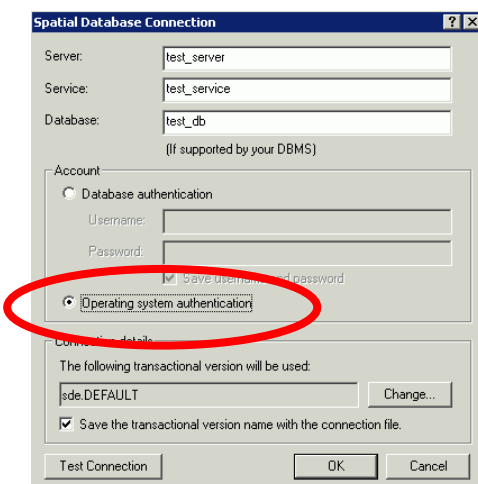 Spatial Database Connection
Server: test_server
Service: test_service
Database: test_db
(If supported by your DBMS)
Account
Database authentication
Username:
Password:
Save username and password
Operating system authentication
Connection details
The following transactional version will be used:
sde.DEFAULT Change...
Save the transactional version name with the connection file.
Test Connection OK Cancel